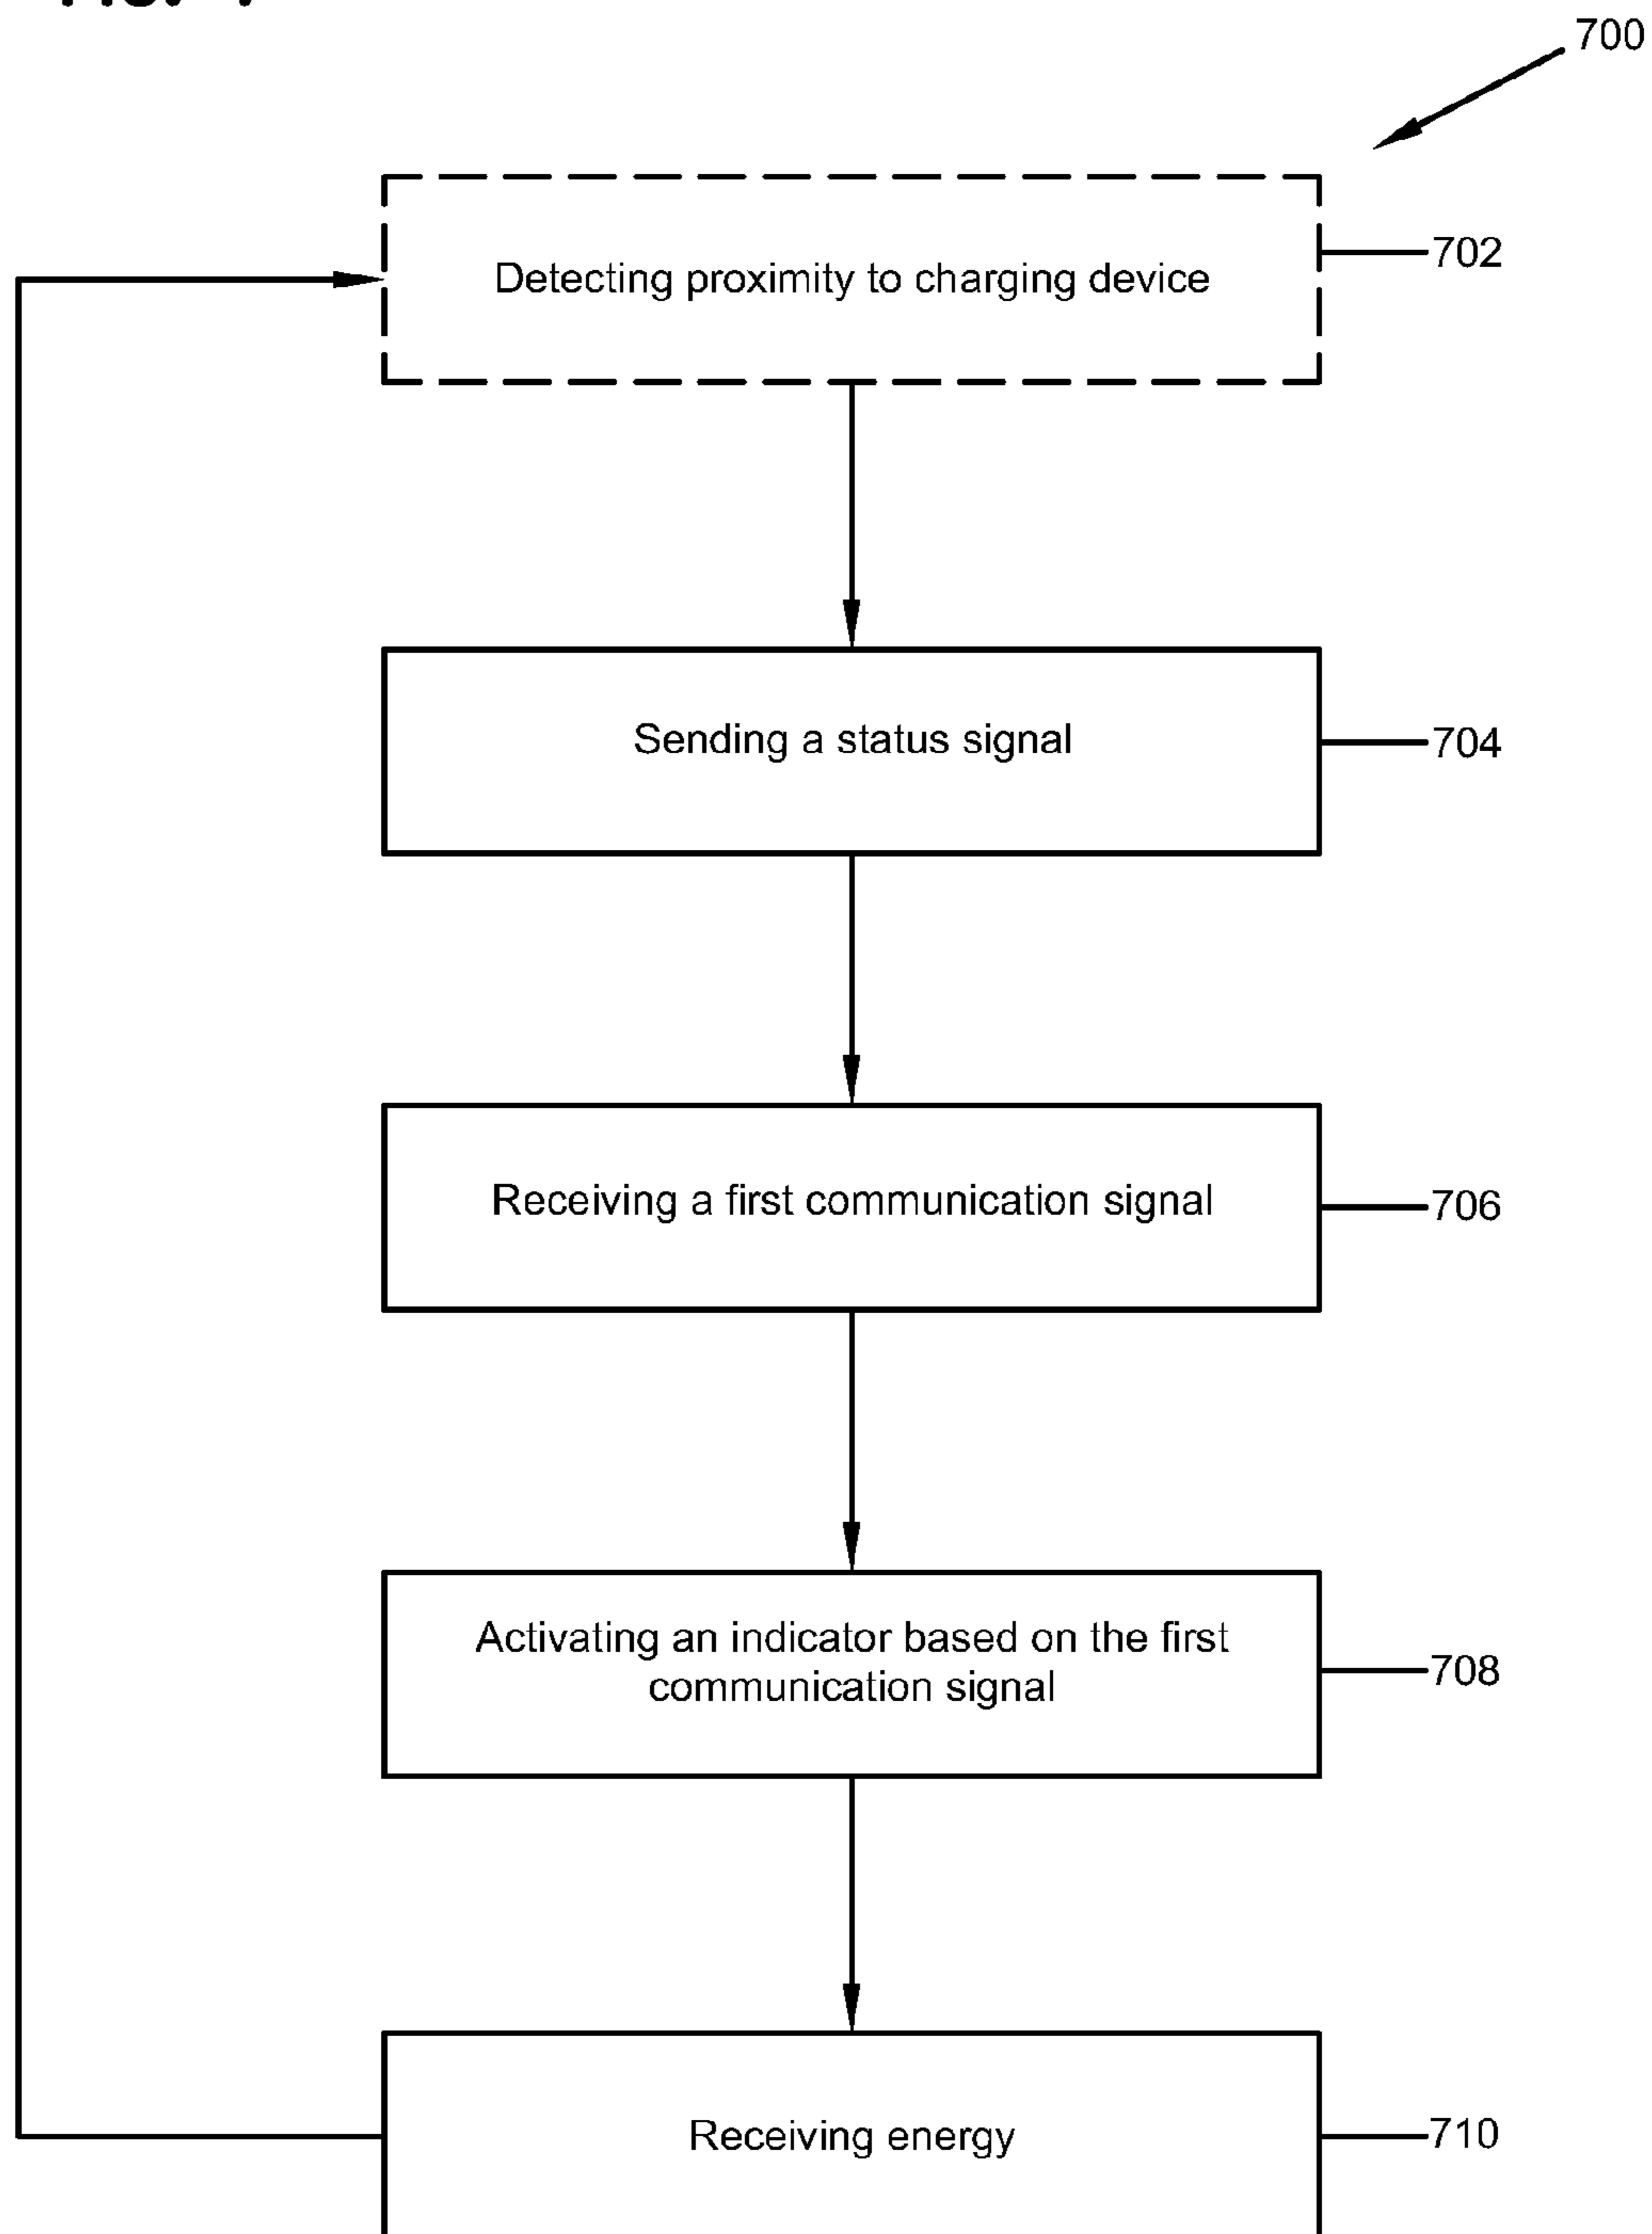 700
Detecting proximity to charging device
702
Sending a status signal
704
Receiving a first communication signal
706
Activating an indicator based on the first
communication signal
708
Receiving energy
710